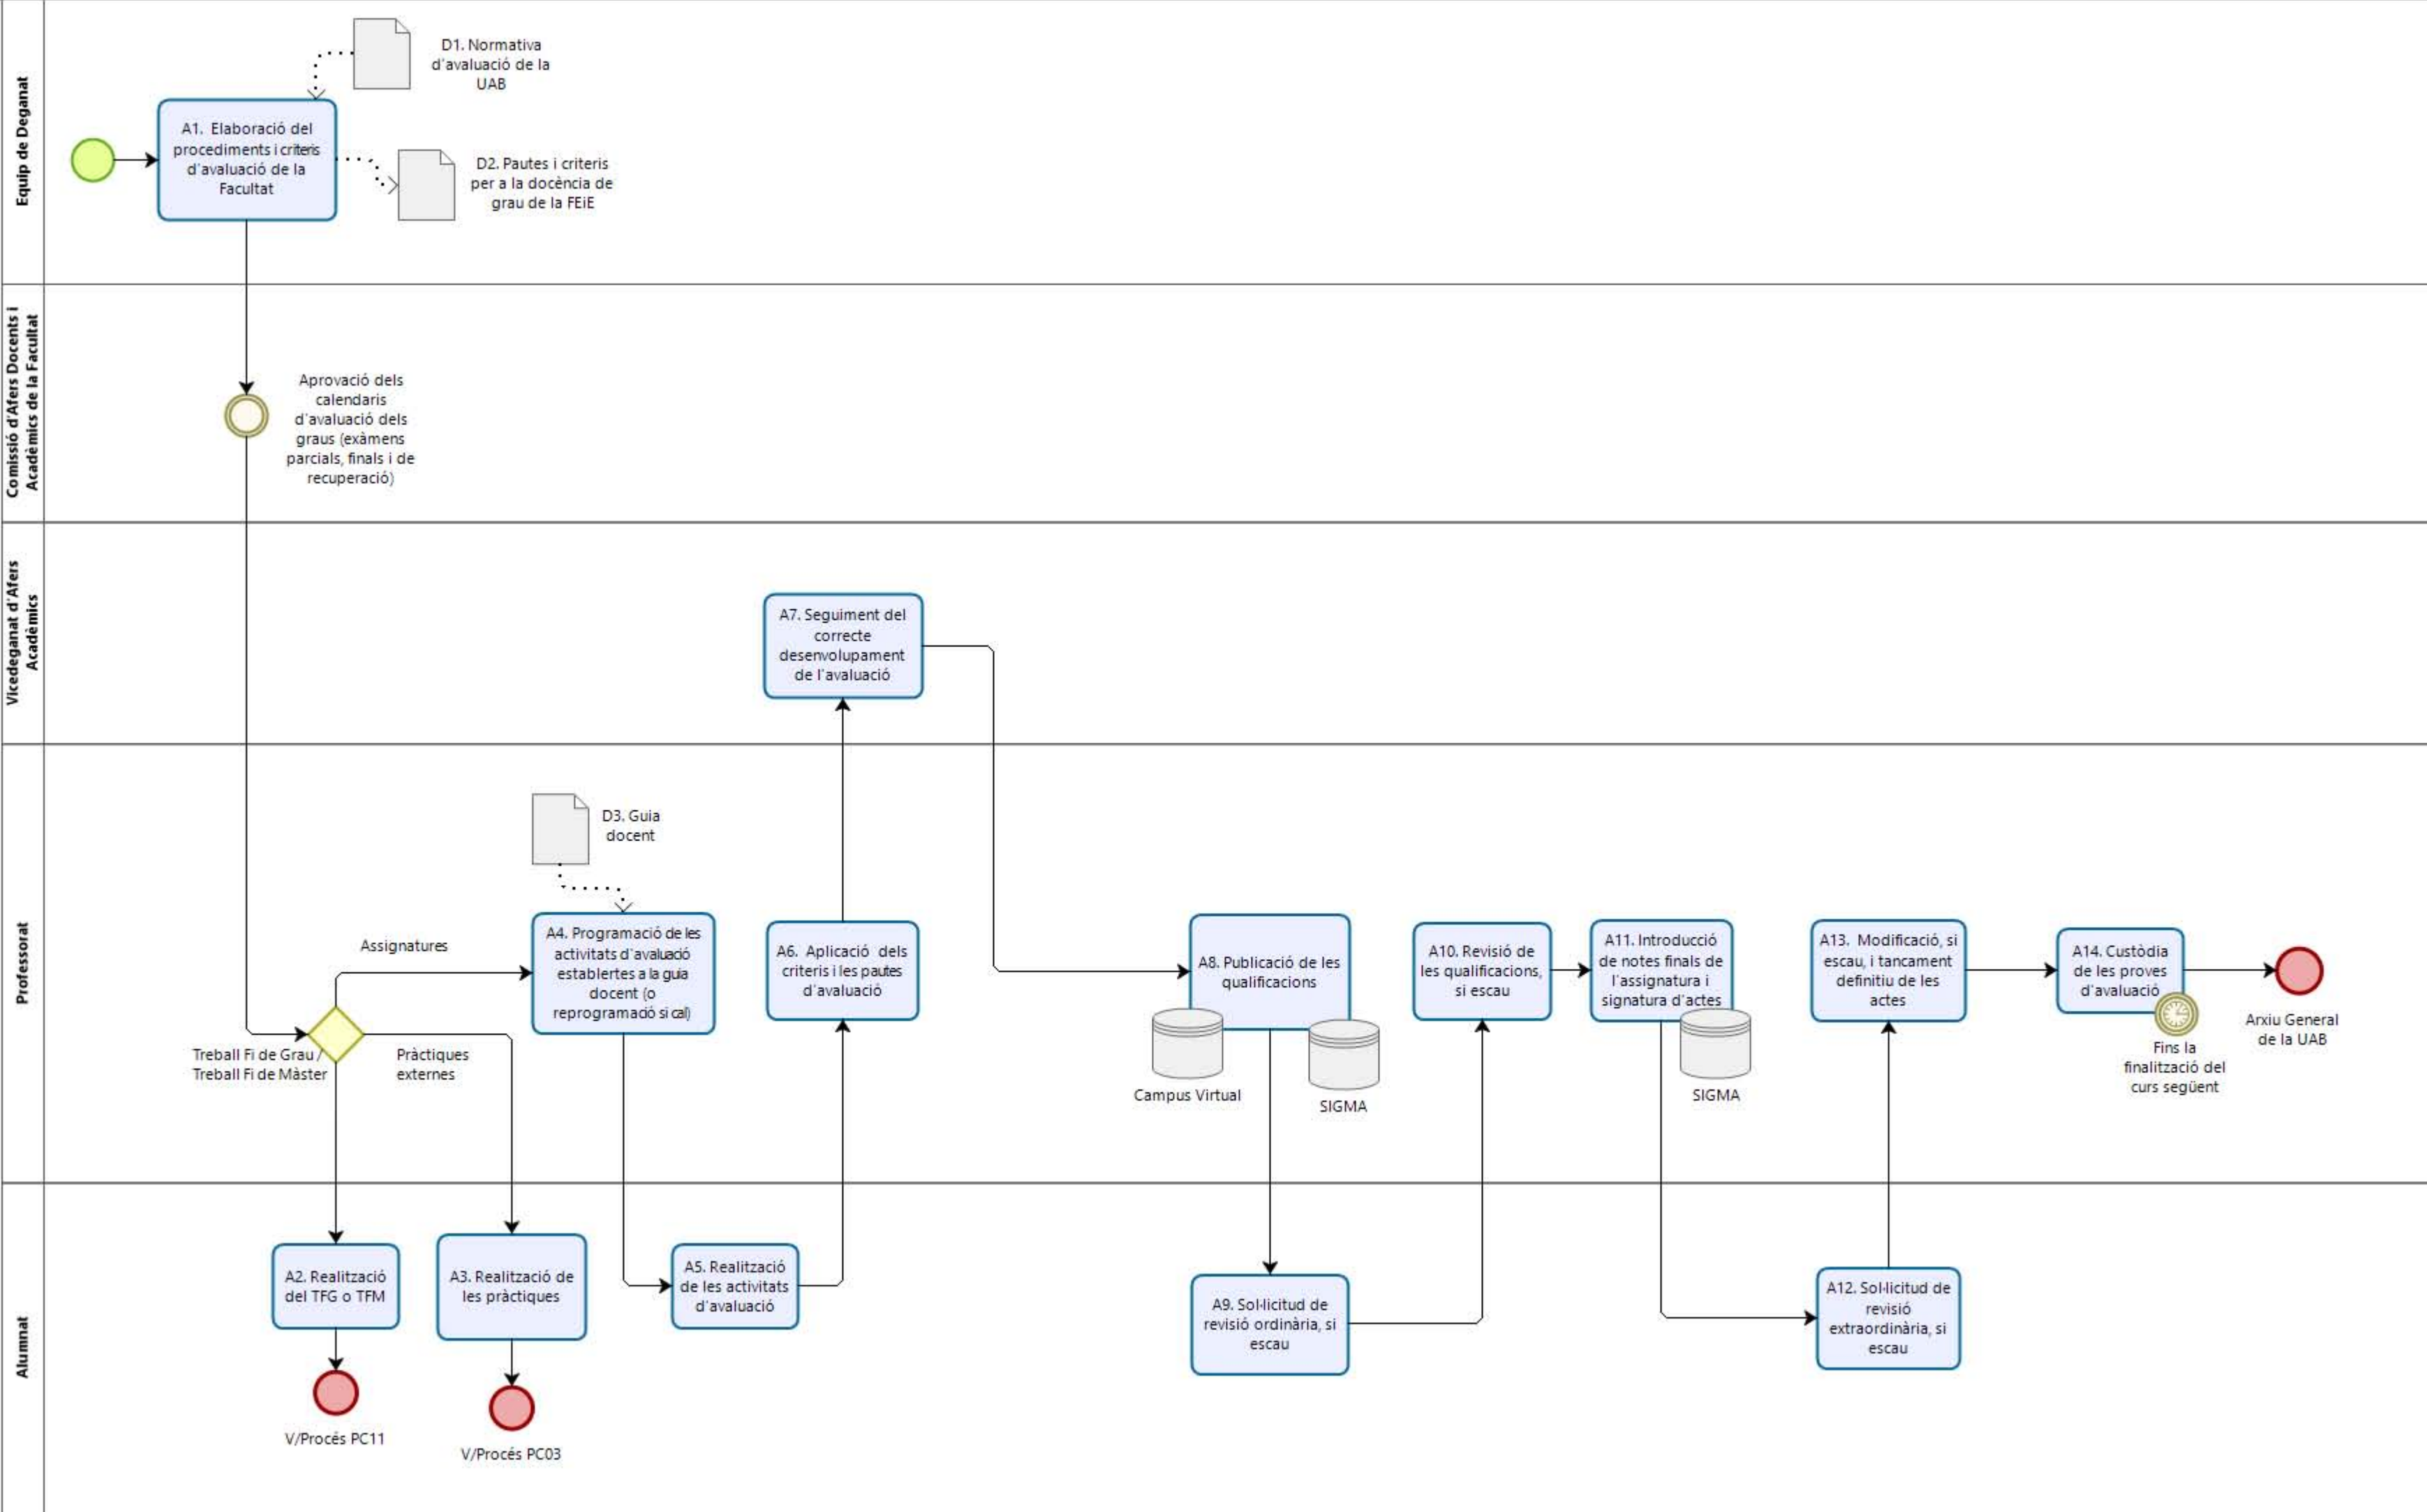 Equip de Deganat
D1. Normativa
d'avaluació de la
UAB
A1. Elaboració del
procediments i criteris
d'avaluació de la
Facultat
D2. Pautes i criteris
per a la docència de
grau de la FEiE
Comissió d'Afers Docents i
Acadèmics de la Facultat
Aprovació dels
calendaris
d'avaluació dels
graus (exàmens
parcials, finals i de
recuperació)
Vicedeganat d'Afers
Acadèmics
A7. Seguiment del
correcte
desenvolupament
de l'avaluació
Professorat
D3. Guia
docent
Assignatures
Treball Fi de Grau /
Treball Fi de Màster
Pràctiques
externes
A4. Programació de les
activitats d'avaluació
establertes a la guia
docent (o
reprogramació si cal)
A6. Aplicació dels
criteris i les pautes
d'avaluació
A8. Publicació de les
qualificacions
Campus Virtual
SIGMA
A10. Revisió de
les qualificacions,
si escau
A11. Introducció
de notes finals de
l'assignatura i
signatura d'actes
SIGMA
A13. Modificació, si
escau, i tancament
definitiu de les
actes
A14. Custòdia
de les proves
d'avaluació
Fins la
finalització del
curs següent
Arxiu General
de la UAB
Alumnat
A2. Realització
del TFG o TFM
V/Procés PC11
A3. Realització de
les pràctiques
V/Procés PC03
A5. Realització
de les activitats
d'avaluació
A9. Sol·licitud de
revisió ordinària, si
escau
A12. Sol·licitud de
revisió
extraordinària, si
escau